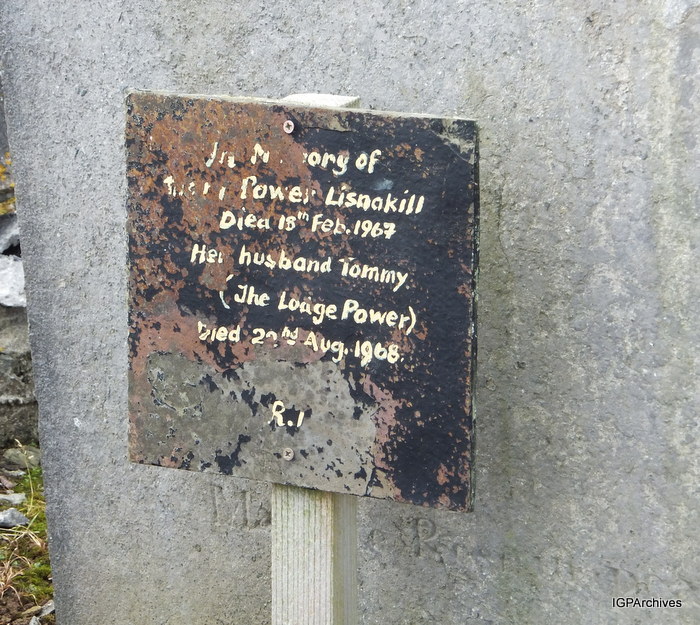 In M ory of
Power Lisnakill
Died 18th Feb. 1967
Her husband Tommy
(The Lodge Power)
Died 22nd Aug. 1968.
R.I
IGPArchives